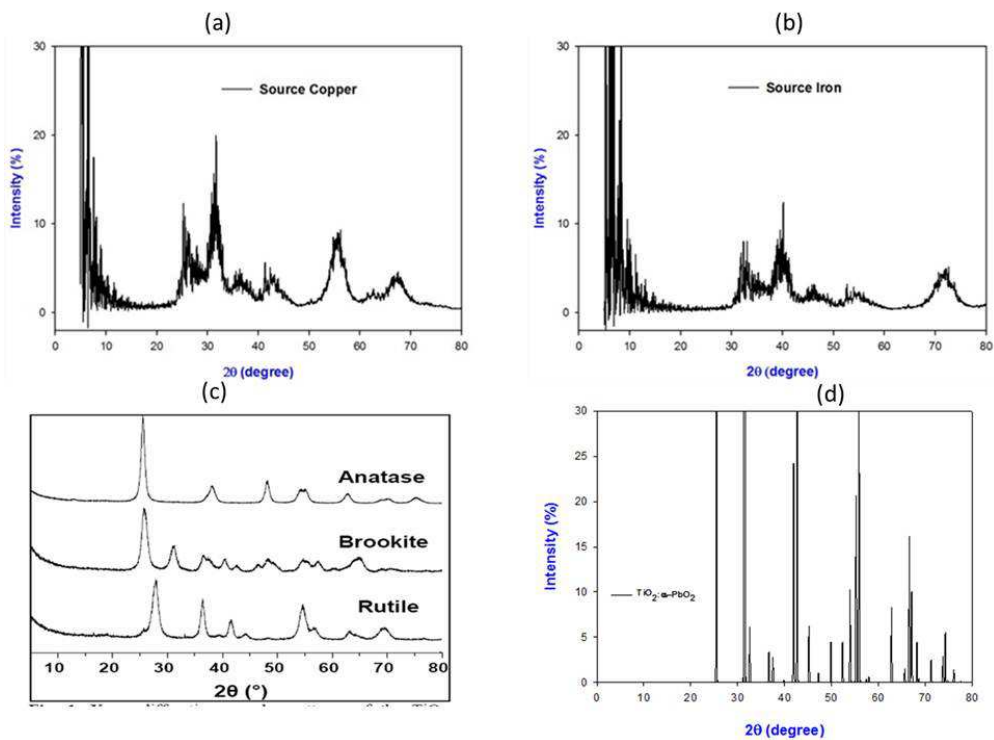 (a)
30
20
10
0
Intensity (%)
Source Copper
0 10 20 30 40 50 60 70 80
2θ (degree)
(b)
30
20
10
0
Intensity (%)
Source Iron
0 10 20 30 40 50 60 70 80
2θ (degree)
(c)
Anatase
Brookite
Rutile
10 20 30 40 50 60 70 80
2θ (°)
(d)
30
25
20
15
10
5
0
Intensity (%)
TiO₂:α-PbO₂
0 10 20 30 40 50 60 70 80
2θ (degree)